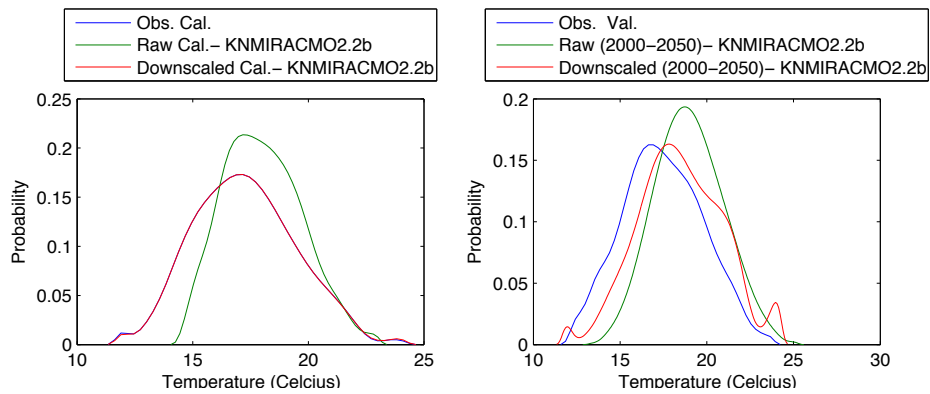 Obs. Cal.
Raw Cal.− KNMIRACMO2.2b
Downscaled Cal.− KNMIRACMO2.2b
0.25
0.2
0.15
0.1
0.05
0
Probability
10
15
20
25
Temperature (Celcius)
Obs. Val.
Raw (2000−2050)− KNMIRACMO2.2b
Downscaled (2000−2050)− KNMIRACMO2.2b
0.2
0.15
0.1
0.05
0
Probability
10
15
20
25
30
Temperature (Celcius)